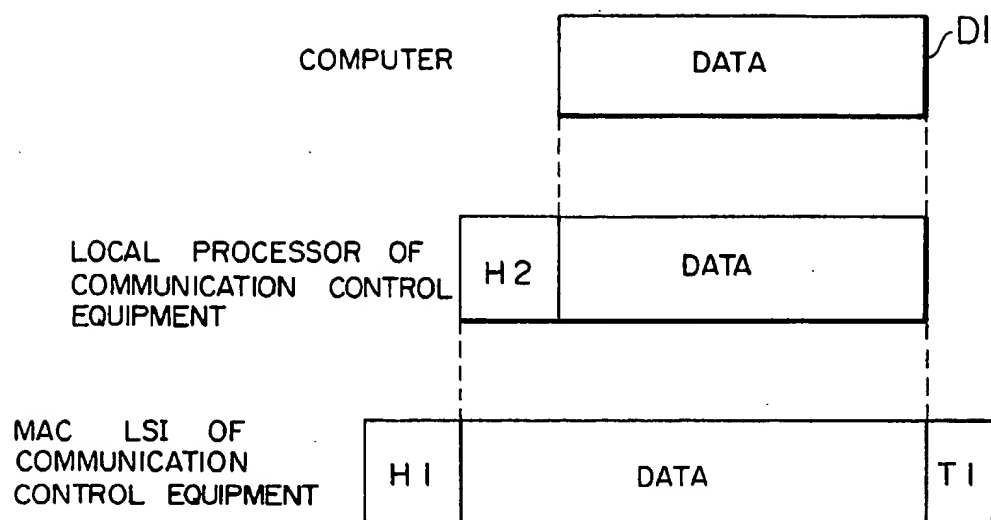 COMPUTER
DATA
D1
LOCAL PROCESSOR OF
COMMUNICATION CONTROL
EQUIPMENT
H2
DATA
MAC LSI OF
COMMUNICATION
CONTROL EQUIPMENT
H1
DATA
T1